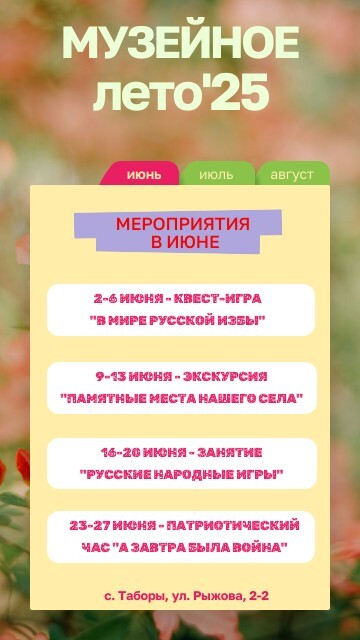 МУЗЕЙНОЕ
лето'25
июнь июль август
МЕРОПРИЯТИЯ
В ИЮНЕ
2-6 ИЮНЯ - КВЕСТ-ИГРА
"В МИРЕ РУССКОЙ ИЗБЫ"
9-13 ИЮНЯ - ЭКСКУРСИЯ
"ПАМЯТНЫЕ МЕСТА НАШЕГО СЕЛА"
16-20 ИЮНЯ - ЗАНЯТИЕ
"РУССКИЕ НАРОДНЫЕ ИГРЫ"
23-27 ИЮНЯ - ПАТРИОТИЧЕСКИЙ
ЧАС "А ЗАВТРА БЫЛА ВОЙНА"
с. Таборы, ул. Рыжова, 2-2